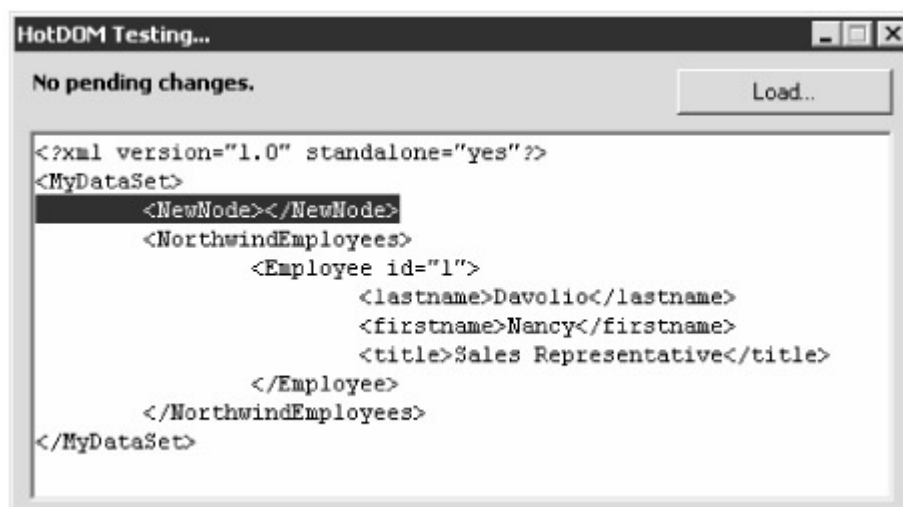 HotDOM Testing...
No pending changes.
Load...
<?xml version="1.0" standalone="yes"?>
<MyDataSet>
<NewNode></NewNode>
<NorthwindEmployees>
<Employee id="1">
<lastname>Davolio</lastname>
<firstname>Nancy</firstname>
<title>Sales Representative</title>
</Employee>
</NorthwindEmployees>
</MyDataSet>